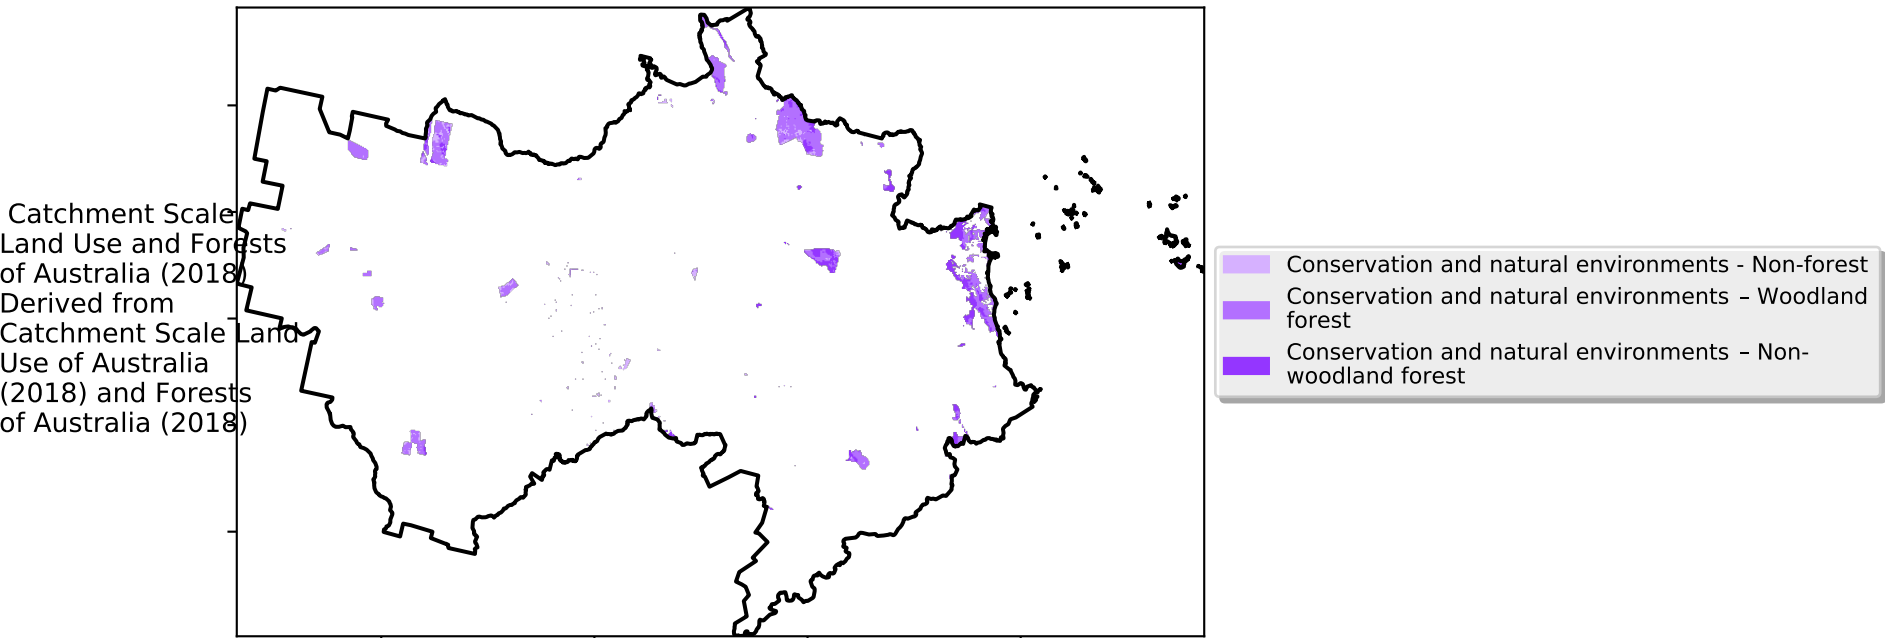 Catchment Scale
Land Use and Forests
of Australia (2018)
Derived from
Catchment Scale Land
Use of Australia
(2018) and Forests
of Australia (2018)
Conservation and natural environments - Non-forest
Conservation and natural environments – Woodland
forest
Conservation and natural environments – Non-
woodland forest